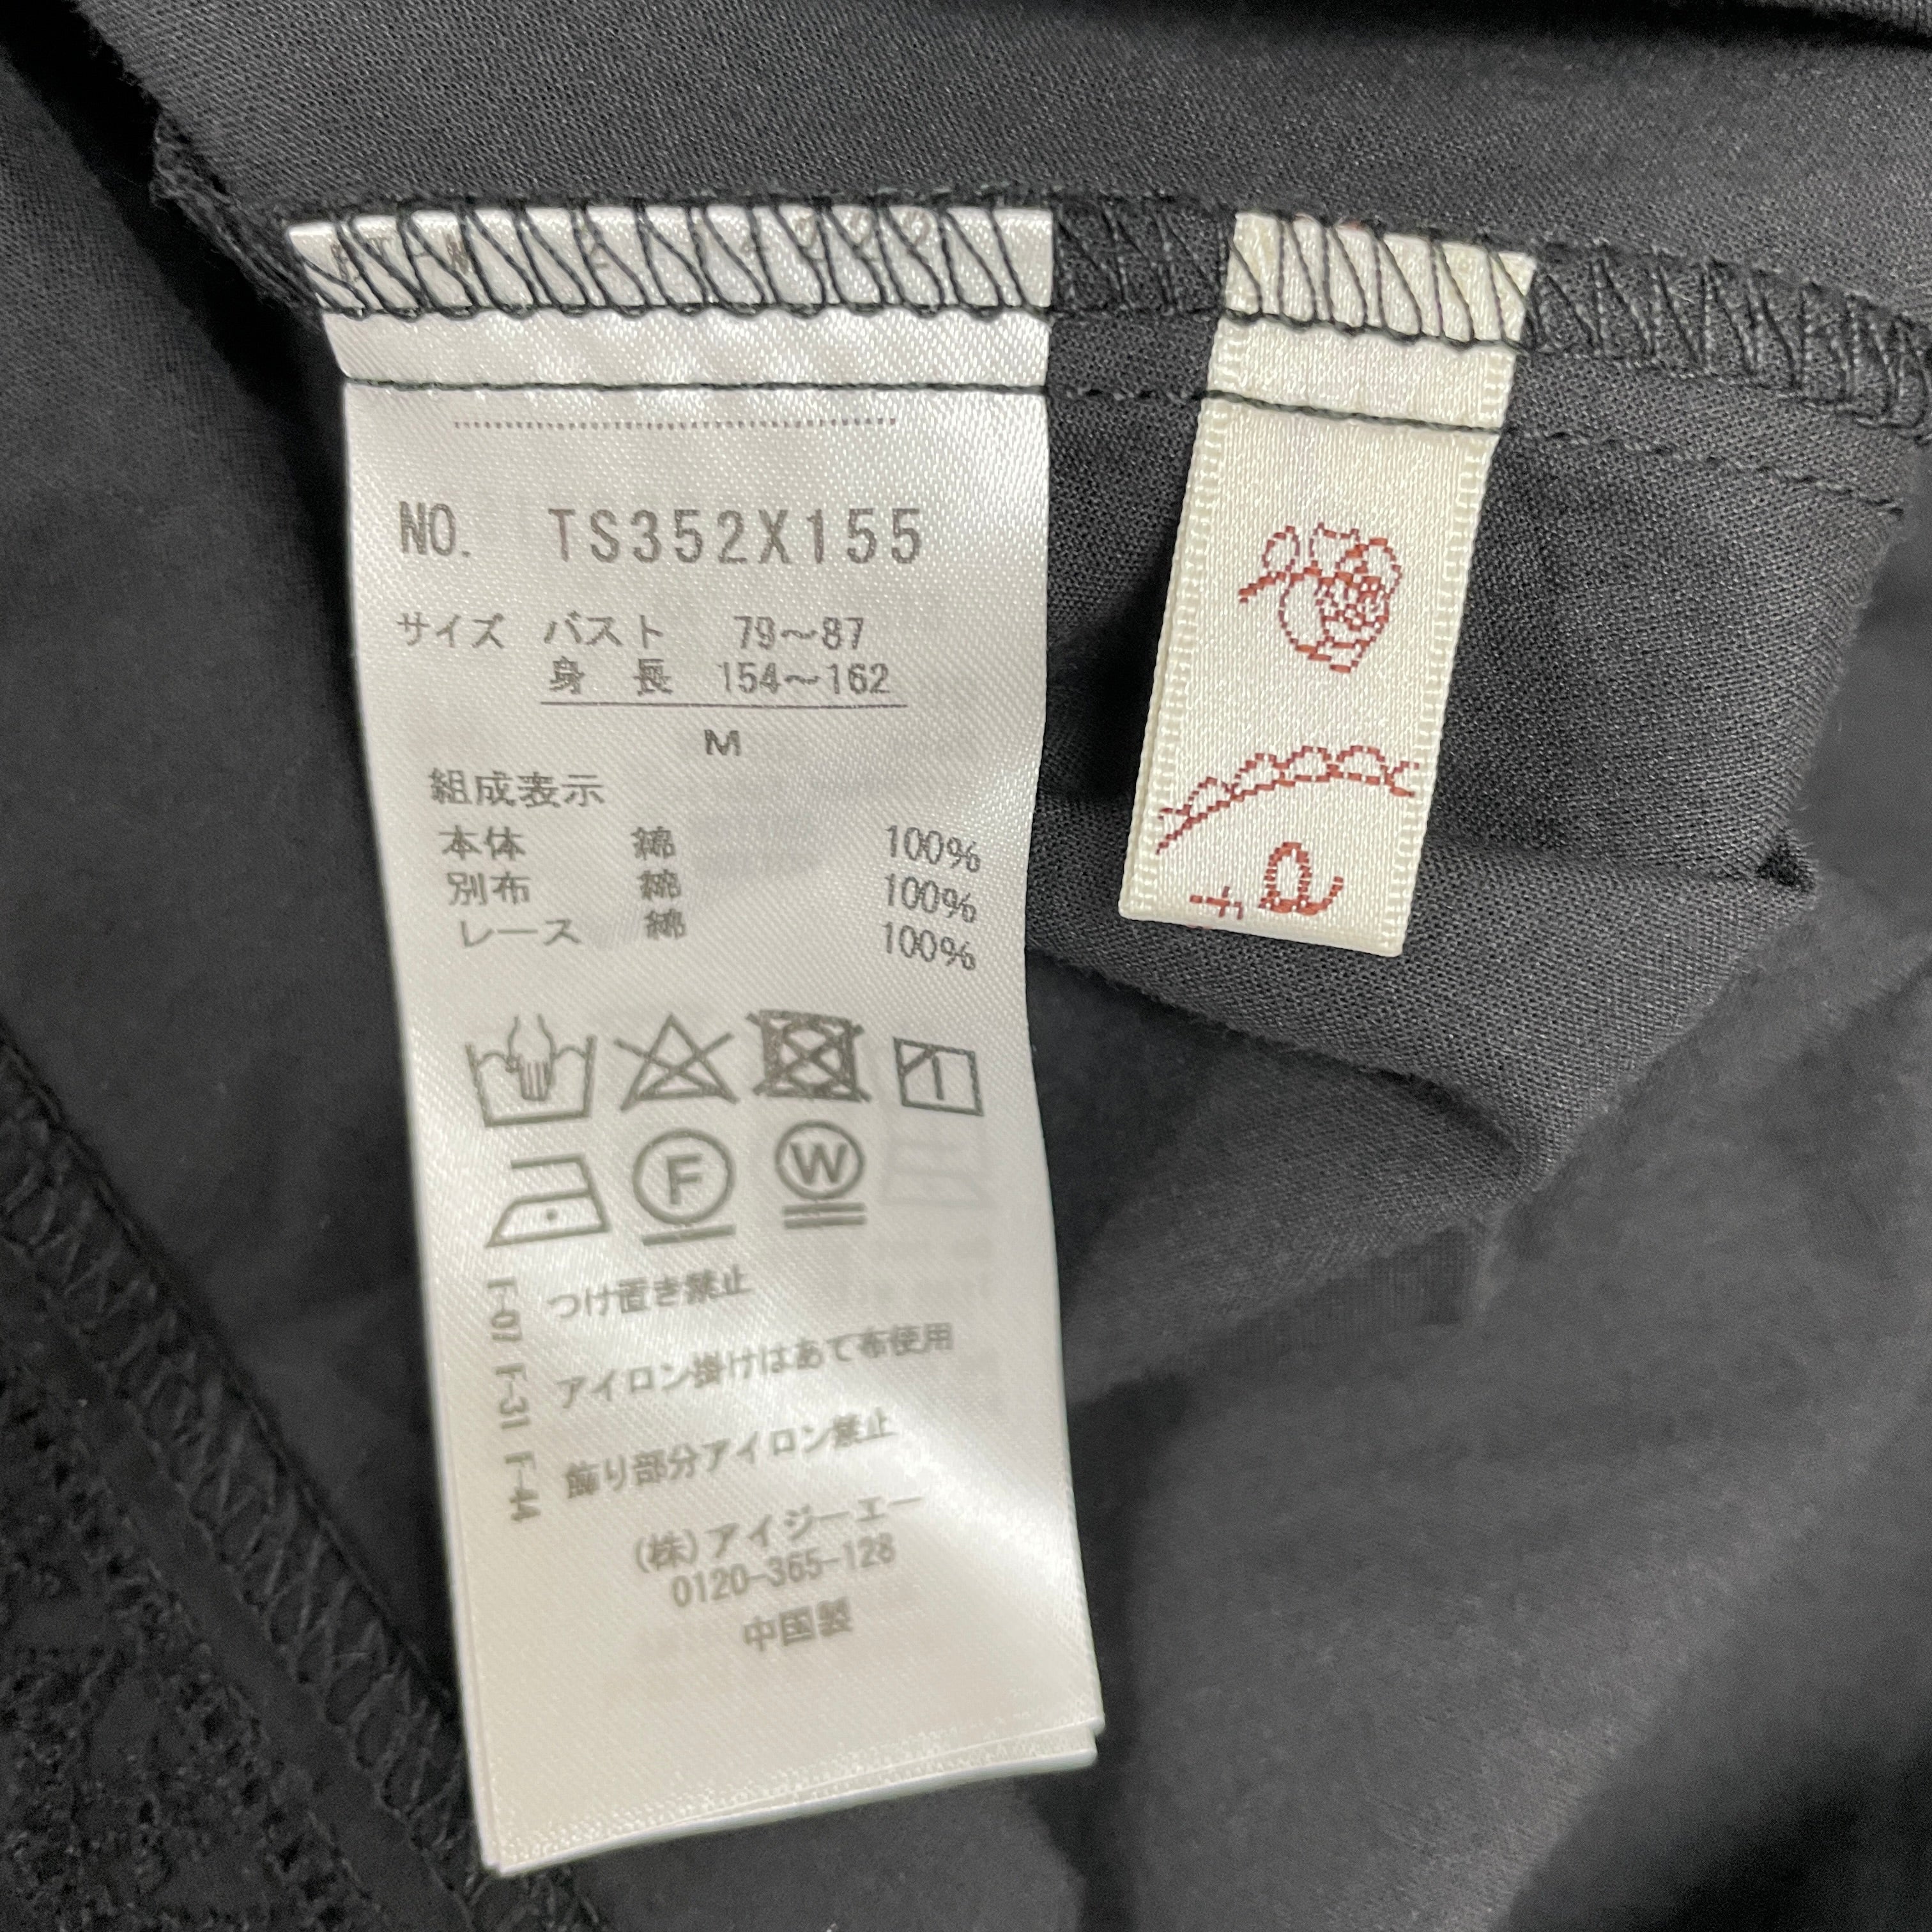 NO. TS352X155
サイズ バスト 79～87
身 長 154～162
M
組成表示
本体 綿 100%
別布 綿 100%
レース 綿 100%
F
W
つけ置き禁止
アイロン掛けはあて布使用
飾り部分アイロン禁止
F-07 F-31 F-44
(株)アイジーエー
0120-365-128
中国製